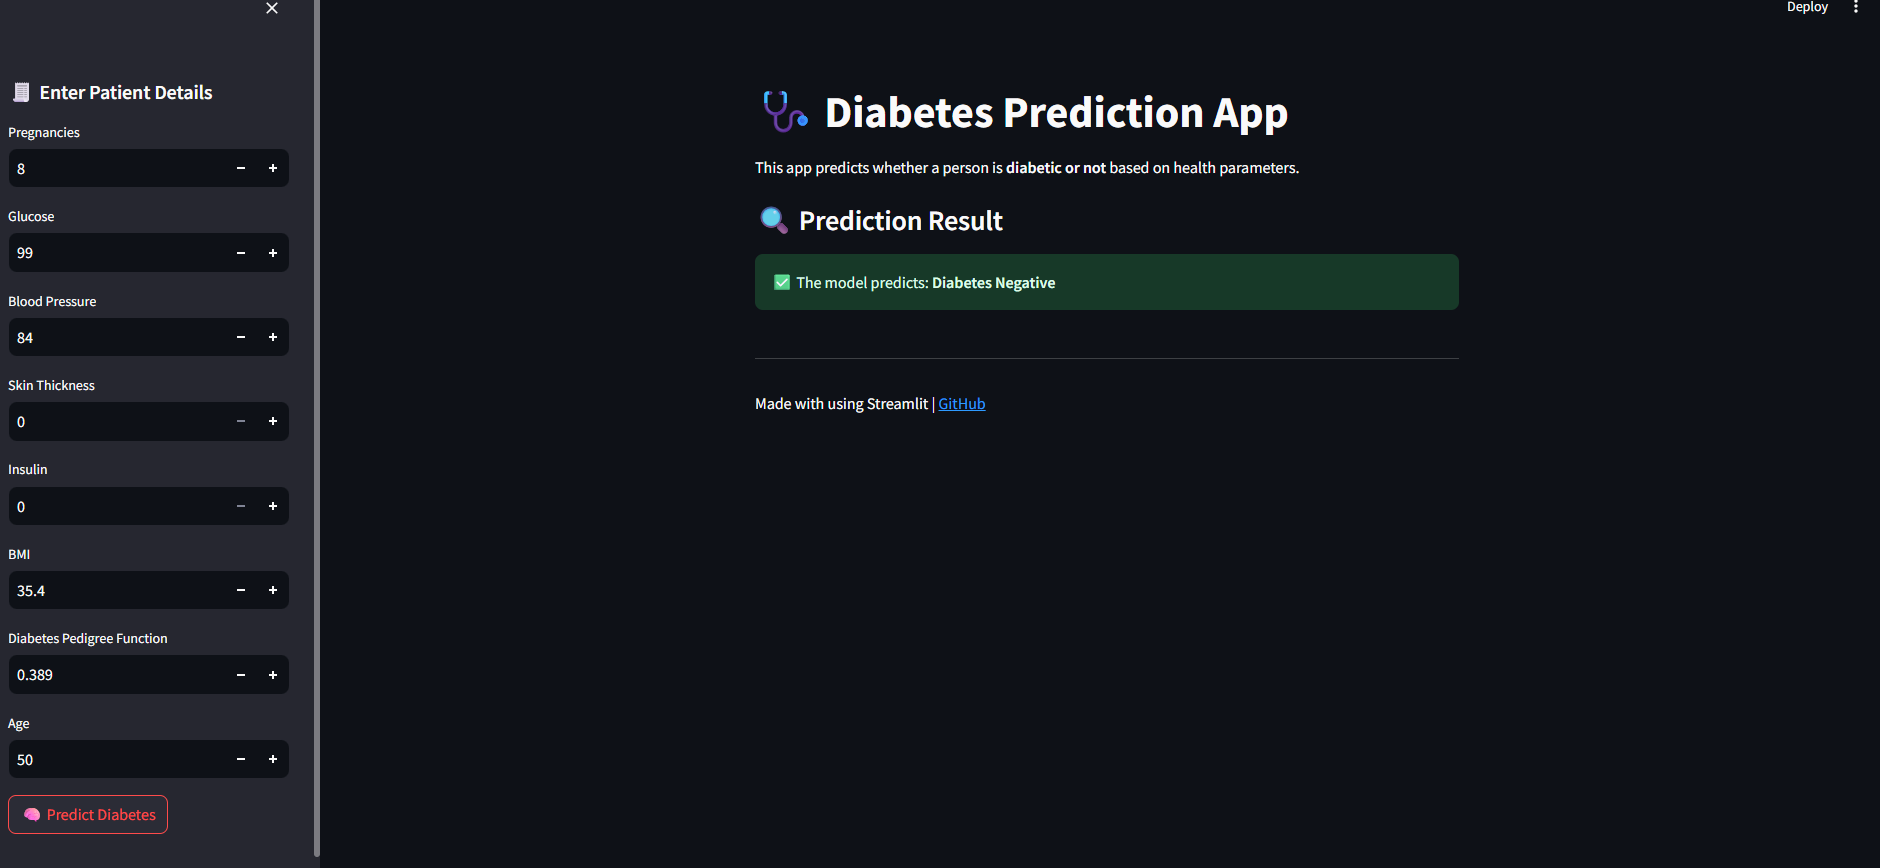 Deploy
Enter Patient Details
Pregnancies
8
Glucose
99
Blood Pressure
84
Skin Thickness
0
Insulin
0
BMI
35.4
Diabetes Pedigree Function
0.389
Age
50
Predict Diabetes
Diabetes Prediction App
This app predicts whether a person is diabetic or not based on health parameters.
Prediction Result
The model predicts: Diabetes Negative
Made with using Streamlit | GitHub